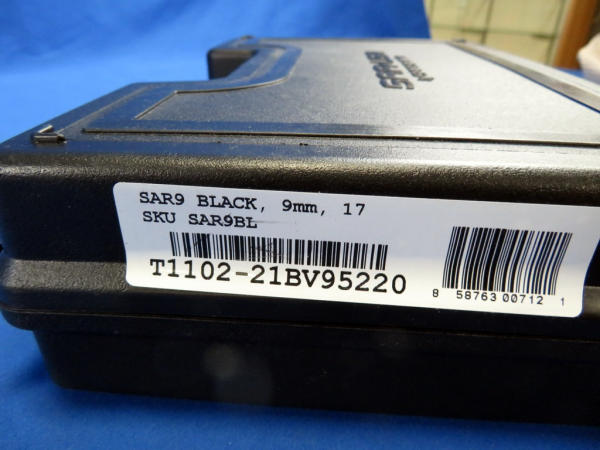 SAR9 BLACK, 9mm, 17
SKU SAR9BL
T1102-21BV95220
8 58763 00712 1